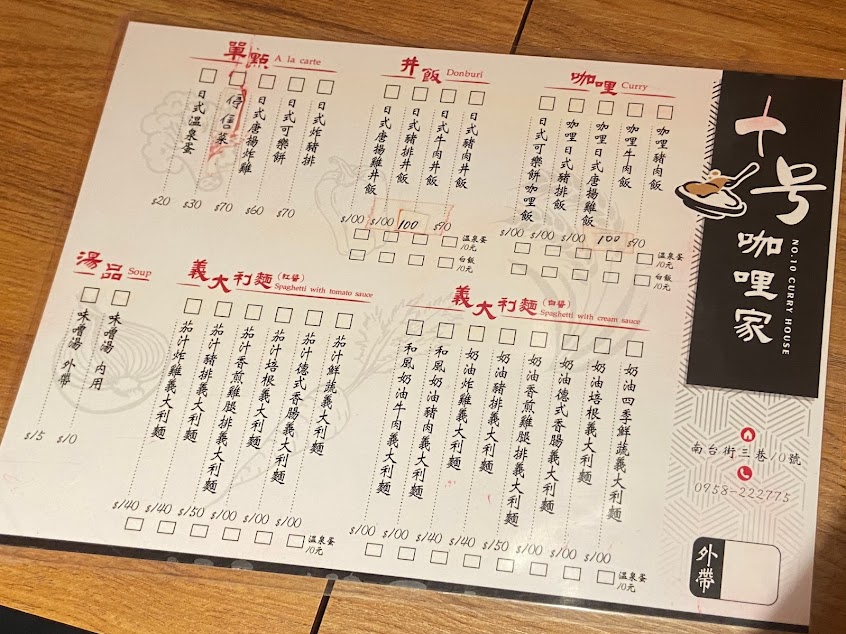 十号
咖哩家
NO.10 CURRY HOUSE
南台街三巷10號
0958-222775
外帶
咖哩 Curry
咖哩豬肉飯 $90
咖哩牛肉飯 100
咖哩日式唐揚雞飯 $100
咖哩日式豬排飯 $100
日式可樂餅咖哩飯 $100
溫泉蛋
10元
白飯
10元
丼飯 Donburi
日式豬肉丼飯 $90
日式牛肉丼飯 100
日式豬排丼飯 $100
日式唐揚雞丼飯 $100
溫泉蛋
10元
白飯
10元
單點 A la carte
日式炸豬排 $70
日式可樂餅 $60
日式唐揚炸雞 $70
$30
日式溫泉蛋 $20
義大利麵(白醬)
Spaghetti with cream sauce
奶油四季鮮蔬義大利麵 $100
奶油培根義大利麵 $100
奶油德式香腸義大利麵 $100
奶油香煎雞腿排義大利麵 $150
奶油豬排義大利麵 $140
奶油炸雞義大利麵 $140
和風奶油豬肉義大利麵 $100
和風奶油牛肉義大利麵 $100
溫泉蛋
10元
義大利麵(紅醬)
Spaghetti with tomato sauce
茄汁鮮蔬義大利麵 $100
茄汁德式香腸義大利麵 $100
茄汁培根義大利麵 $100
茄汁香煎雞腿排義大利麵 $150
茄汁豬排義大利麵 $140
茄汁炸雞義大利麵 $140
溫泉蛋
10元
湯品 Soup
味噌湯 內用 $10
味噌湯 外帶 $15